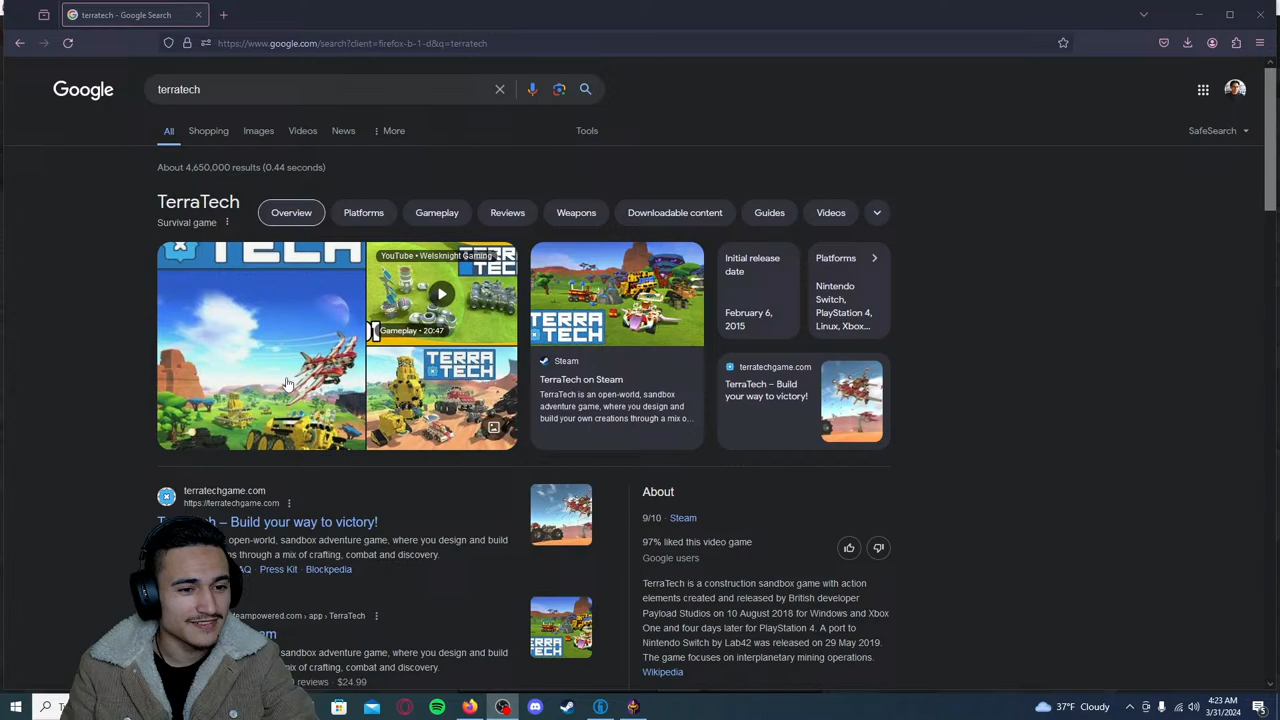 terratech - Google Search
https://www.google.com/search?client=firefox-b-1-d&q=terratech
Google
terratech
All
Shopping
Images
Videos
News
More
Tools
SafeSearch
About 4,650,000 results (0.44 seconds)
TerraTech
Survival game
Overview
Platforms
Gameplay
Reviews
Weapons
Downloadable content
Guides
Videos
YouTube • Welsknight Gaming
Gameplay • 20:47
TERRA
TECH
TERRA
TECH
Steam
TerraTech on Steam
TerraTech is an open-world, sandbox
adventure game, where you design and
build your own creations through a mix o...
Initial release
date
February 6,
2015
Platforms
Nintendo
Switch,
PlayStation 4,
Linux, Xbox...
terratechgame.com
TerraTech – Build
your way to victory!
terratechgame.com
https://terratechgame.com
– Build your way to victory!
open-world, sandbox adventure game, where you design and build
through a mix of crafting, combat and discovery.
Press Kit · Blockpedia
› app › TerraTech
sandbox adventure game, where you design and build
through a mix of crafting, combat and discovery.
reviews · $24.99
About
9/10 · Steam
97% liked this video game
Google users
TerraTech is a construction sandbox game with action
elements created and released by British developer
Payload Studios on 10 August 2018 for Windows and Xbox
One and four days later for PlayStation 4. A port to
Nintendo Switch by Lab42 was released on 29 May 2019.
The game focuses on interplanetary mining operations.
Wikipedia
37°F Cloudy
4:23 AM
3/31/2024